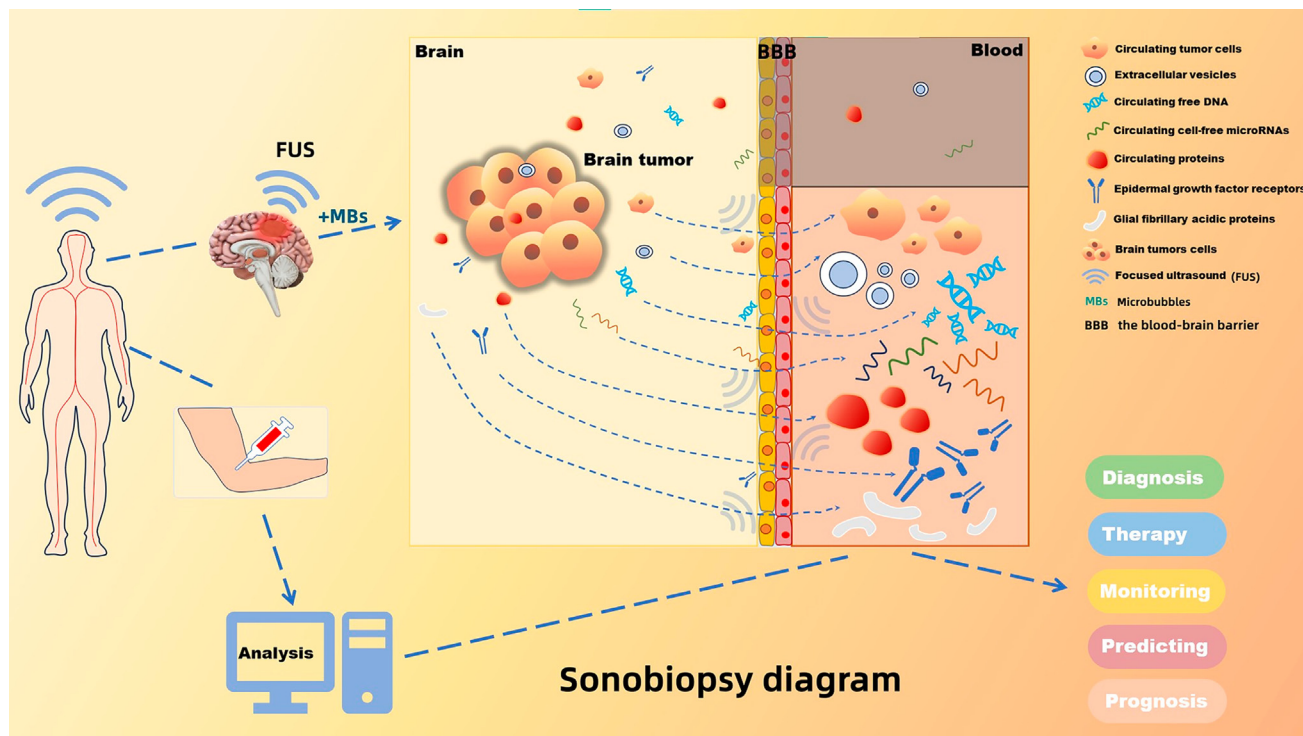 FUS
+MBs
Brain
BBB
Blood
Brain tumor
Circulating tumor cells
Extracellular vesicles
Circulating free DNA
Circulating cell-free microRNAs
Circulating proteins
Epidermal growth factor receptors
Glial fibrillary acidic proteins
Brain tumors cells
Focused ultrasound (FUS)
MBs Microbubbles
BBB the blood-brain barrier
Diagnosis
Therapy
Monitoring
Predicting
Prognosis
Analysis
Sonobiopsy diagram